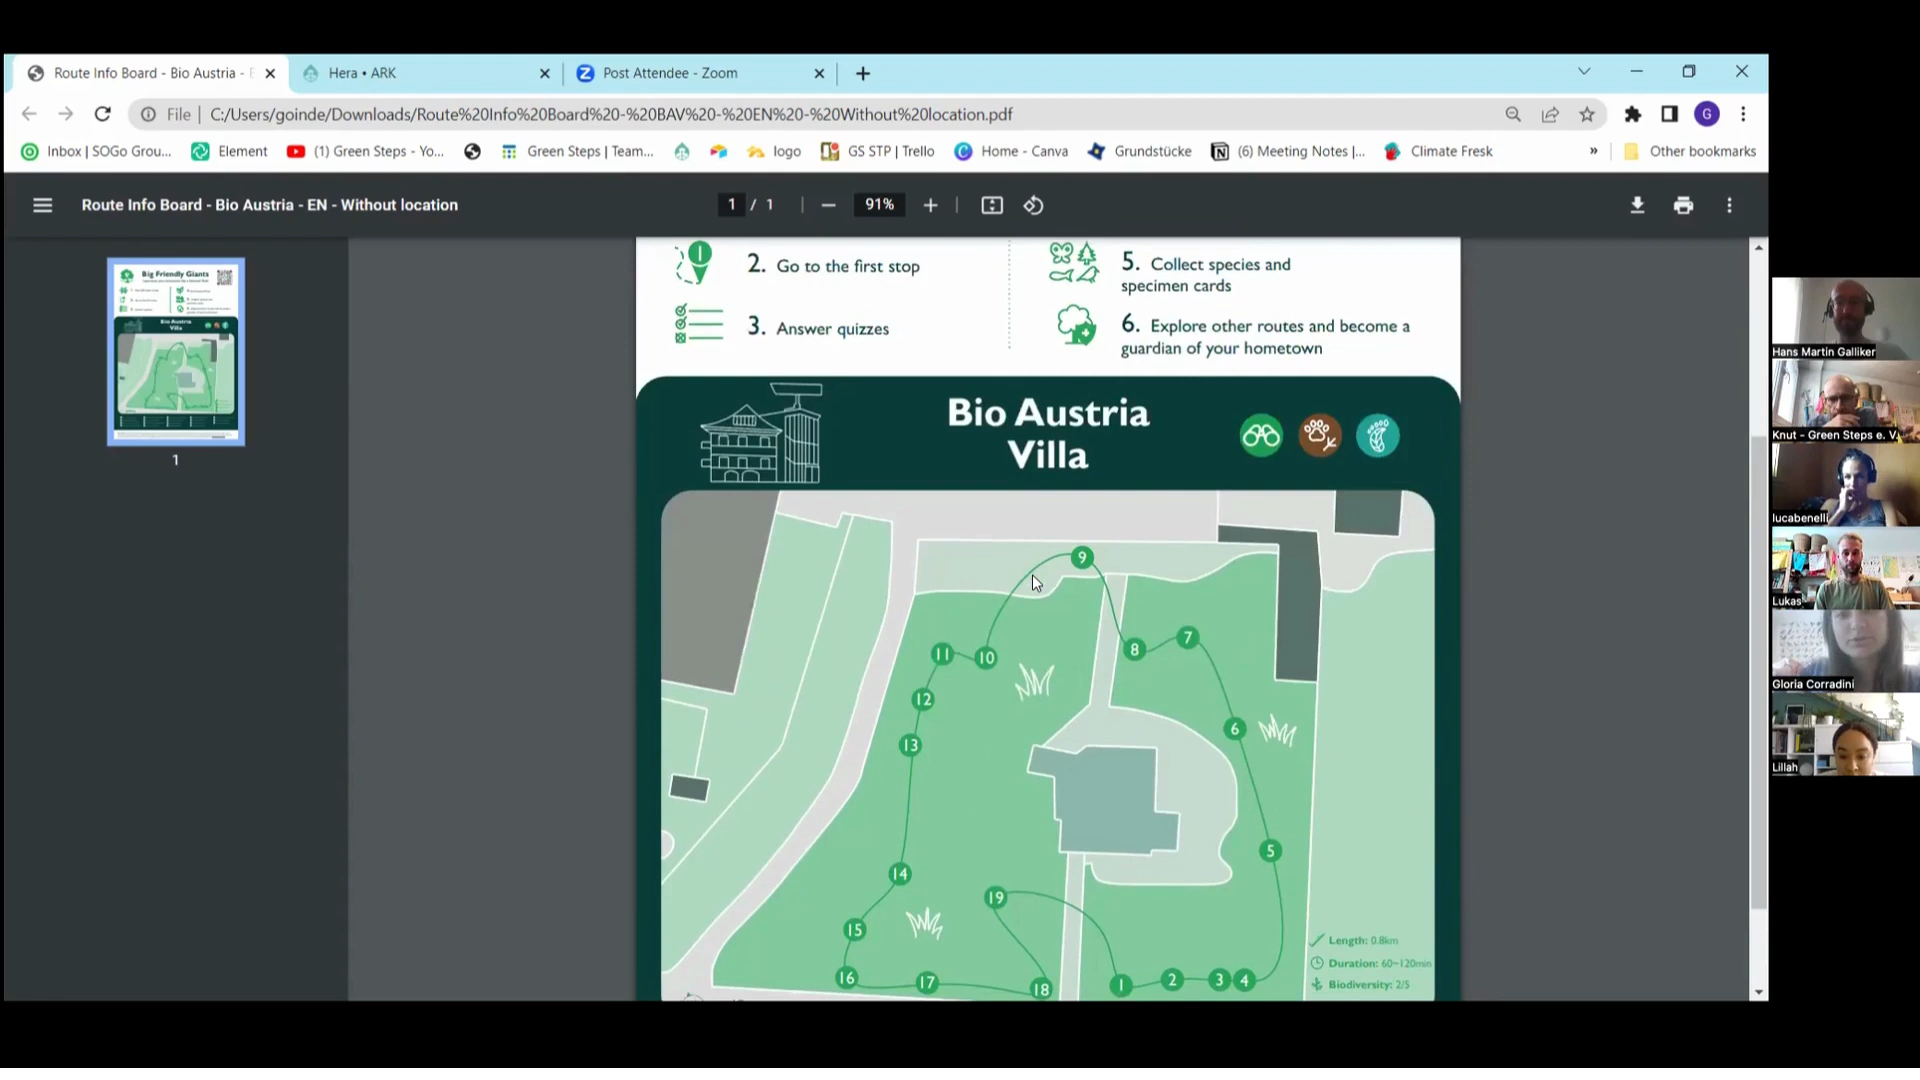 Route Info Board - Bio Austria - E
Hera • ARK
Post Attendee - Zoom
File
C:/Users/goinde/Downloads/Route%20Info%20Board%20-%20BAV%20-%20EN%20-%20Without%20location.pdf
G
Inbox | SOGo Grou...
Element
(1) Green Steps - Yo...
Green Steps | Team...
logo
GS STP | Trello
Home - Canva
Grundstücke
(6) Meeting Notes |...
Climate Fresk
»
Other bookmarks
Route Info Board - Bio Austria - EN - Without location
1 / 1
91%
Big Friendly Giants
Bio Austria
Villa
1
2. Go to the first stop
3. Answer quizzes
5. Collect species and
specimen cards
6. Explore other routes and become a
guardian of your hometown
Bio Austria
Villa
9
11
10
8
7
12
13
6
14
5
19
15
16
17
18
1
2
3
4
Length: 0.8km
Duration: 60~120min
Biodiversity: 2/5
Hans Martin Galliker
Knut - Green Steps e. V.
lucabenelli
Lukas
Gloria Corradini
Lillah